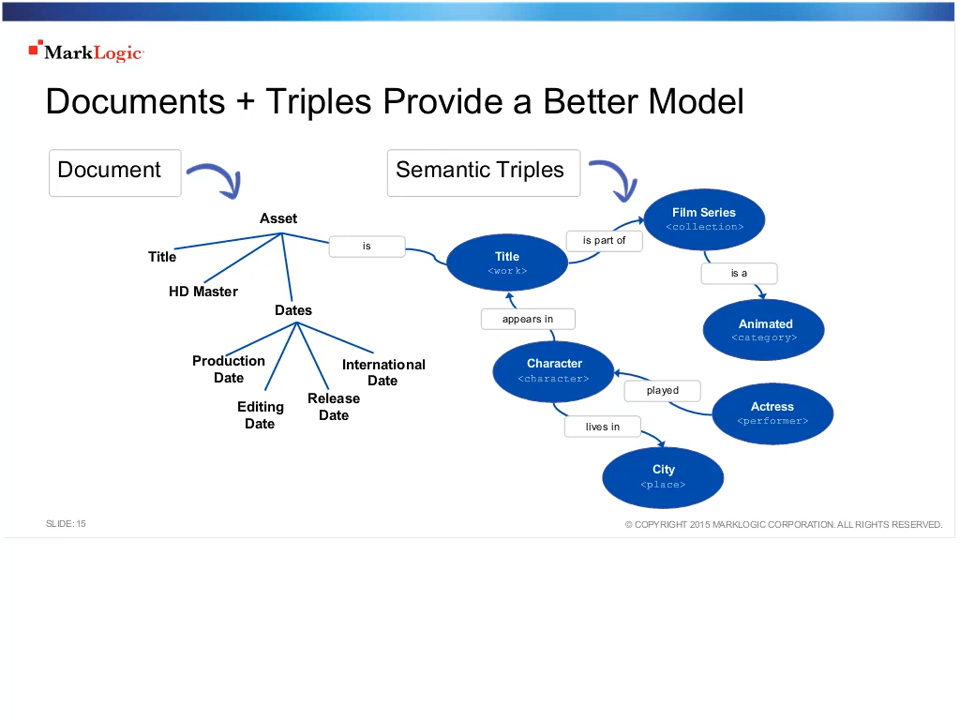 MarkLogic
Documents + Triples Provide a Better Model
Document
Semantic Triples
Asset
is
Title
HD Master
Dates
Production
Date
Editing
Date
Release
Date
International
Date
Title
<work>
is part of
Film Series
<collection>
is a
Animated
<category>
appears in
Character
<character>
played
Actress
<performer>
lives in
City
<place>
SLIDE: 15
© COPYRIGHT 2015 MARKLOGIC CORPORATION. ALL RIGHTS RESERVED.